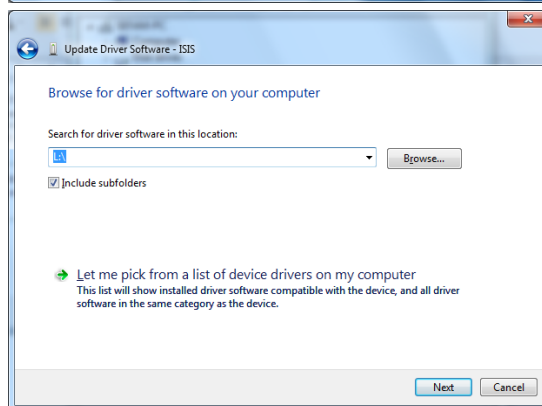 Update Driver Software - ISIS
Browse for driver software on your computer
Search for driver software in this location:
L:\
Browse...
Include subfolders
Let me pick from a list of device drivers on my computer
This list will show installed driver software compatible with the device, and all driver
software in the same category as the device.
Next
Cancel